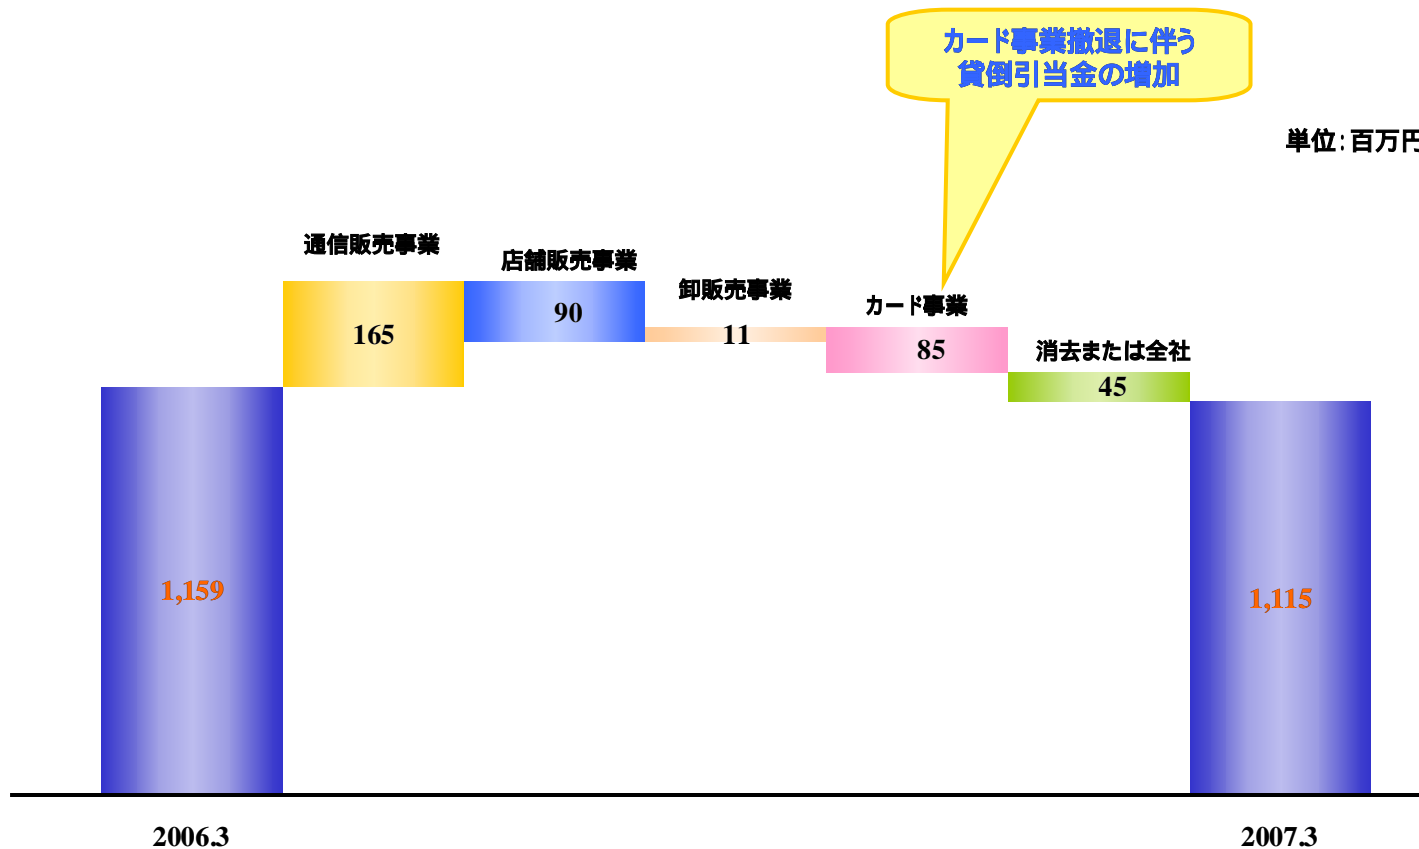 カード事業撤退に伴う
貸倒引当金の増加
単位：百万円
通信販売事業
店舗販売事業
卸販売事業
カード事業
消去または全社
165
90
11
85
45
1,159
1,115
2006.3
2007.3